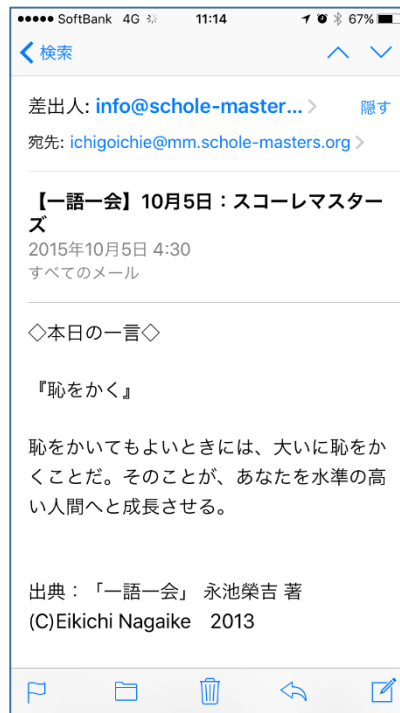 SoftBank 4G 11:14 67%
検索
差出人: info@schole-master... 隠す
宛先: ichigoichie@mm.schole-masters.org
【一語一会】10月5日：スコーレマスター
ズ
2015年10月5日 4:30
すべてのメール
◇本日の一言◇
『恥をかく』
恥をかいてもよいときには、大いに恥をか
くことだ。そのことが、あなたを水準の高
い人間へと成長させる。
出典：「一語一会」 永池榮吉 著
(C)Eikichi Nagaike　2013